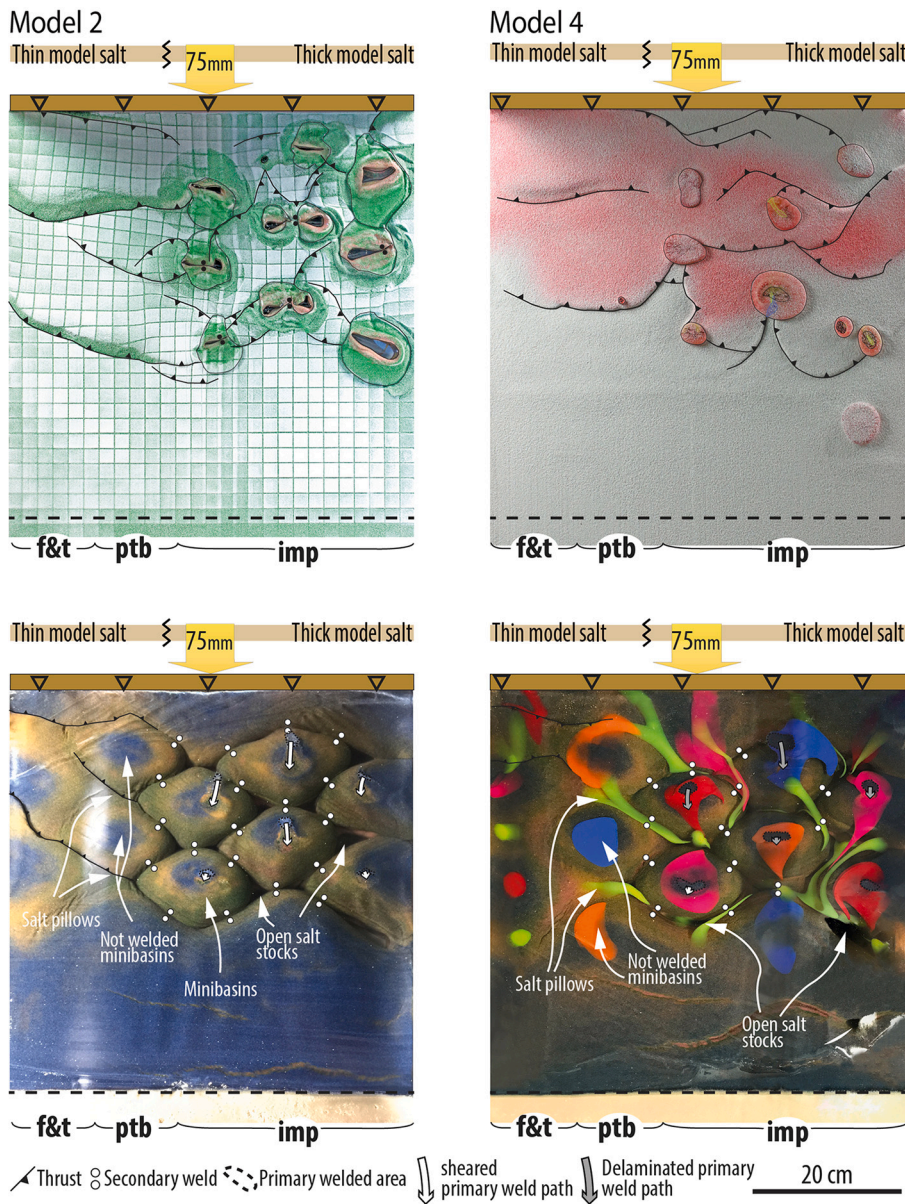 Model 2
Thin model salt
75mm
Thick model salt
f&t
ptb
imp
Model 4
Thin model salt
75mm
Thick model salt
f&t
ptb
imp
Thin model salt
75mm
Thick model salt
Salt pillows
Not welded
minibasins
Minibasins
Open salt
stocks
f&t
ptb
imp
Thin model salt
75mm
Thick model salt
Salt pillows
Not welded
minibasins
Open salt
stocks
f&t
ptb
imp
Thrust
Secondary weld
Primary welded area
sheared
primary weld path
Delaminated primary
weld path
20 cm